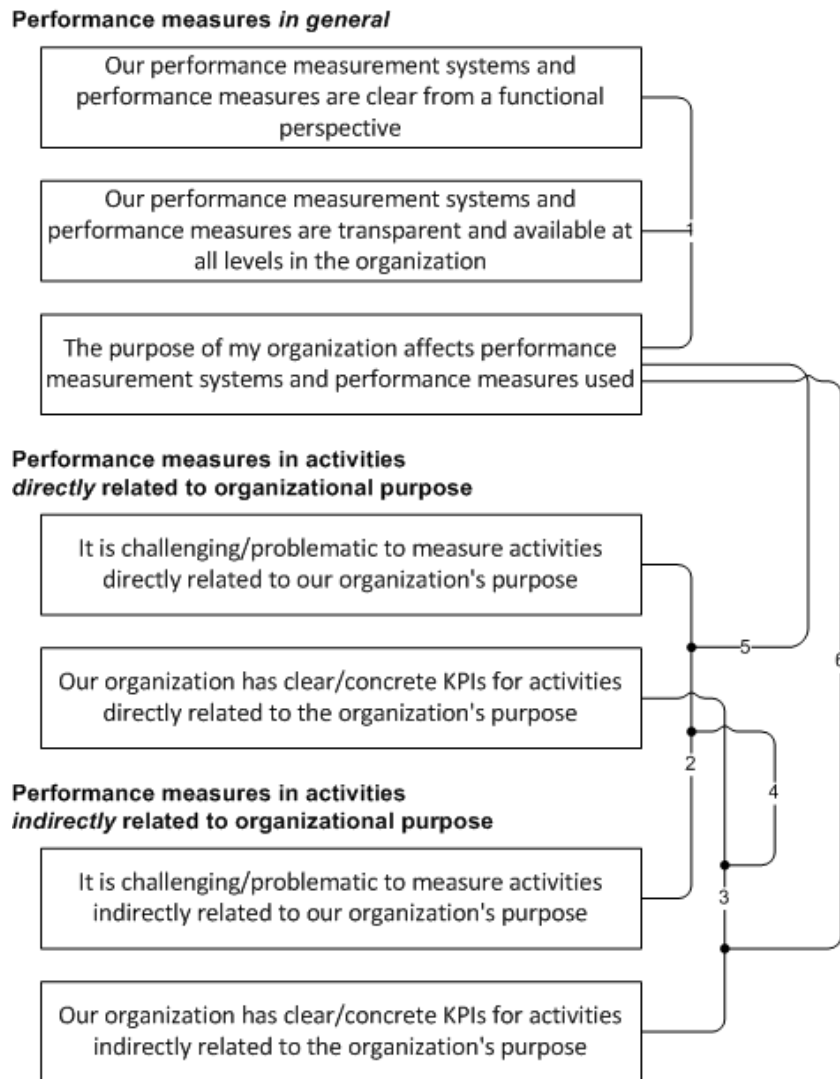 Performance measures in general
Our performance measurement systems and
performance measures are clear from a functional
perspective
Our performance measurement systems and
performance measures are transparent and available at
all levels in the organization
1
The purpose of my organization affects performance
measurement systems and performance measures used
Performance measures in activities
directly related to organizational purpose
It is challenging/problematic to measure activities
directly related to our organization's purpose
5
6
Our organization has clear/concrete KPIs for activities
directly related to the organization's purpose
2
4
Performance measures in activities
indirectly related to organizational purpose
It is challenging/problematic to measure activities
indirectly related to our organization's purpose
3
Our organization has clear/concrete KPIs for activities
indirectly related to the organization's purpose